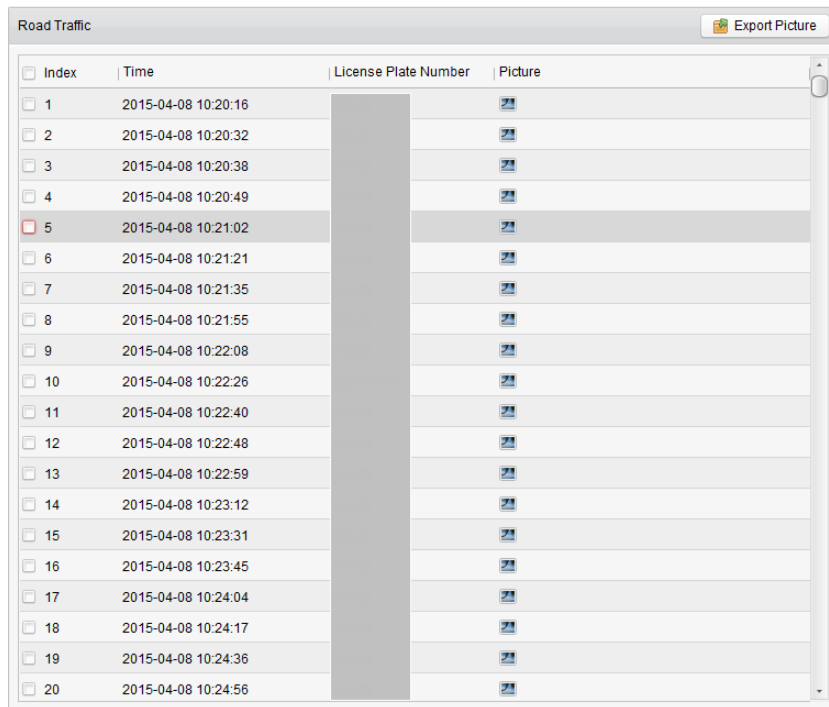 Road Traffic Export Picture
Index Time License Plate Number Picture
1 2015-04-08 10:20:16
2 2015-04-08 10:20:32
3 2015-04-08 10:20:38
4 2015-04-08 10:20:49
5 2015-04-08 10:21:02
6 2015-04-08 10:21:21
7 2015-04-08 10:21:35
8 2015-04-08 10:21:55
9 2015-04-08 10:22:08
10 2015-04-08 10:22:26
11 2015-04-08 10:22:40
12 2015-04-08 10:22:48
13 2015-04-08 10:22:59
14 2015-04-08 10:23:12
15 2015-04-08 10:23:31
16 2015-04-08 10:23:45
17 2015-04-08 10:24:04
18 2015-04-08 10:24:17
19 2015-04-08 10:24:36
20 2015-04-08 10:24:56